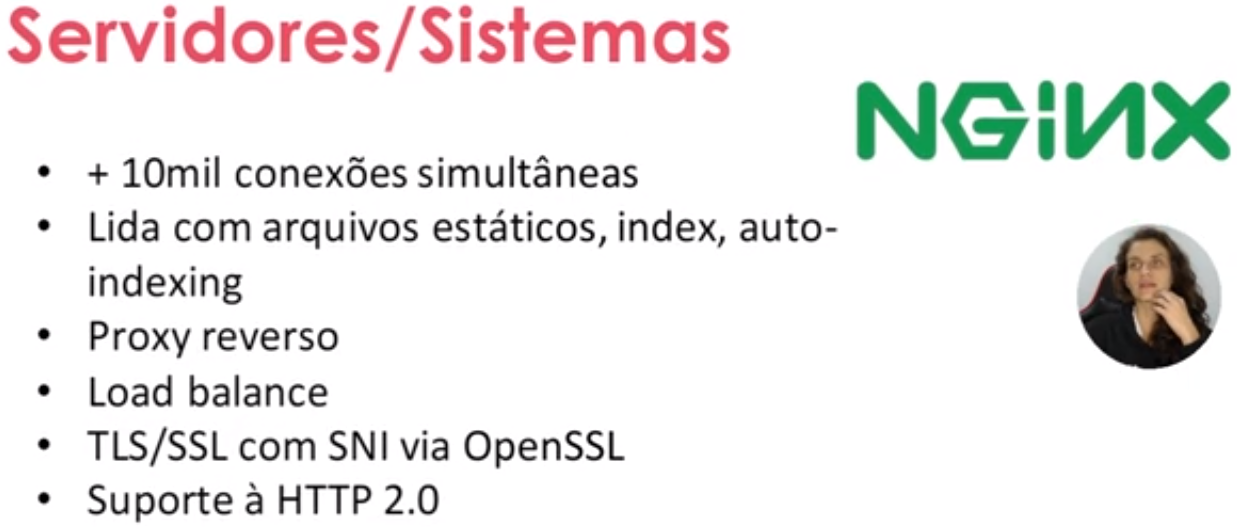 Servidores/Sistemas
NGINX
• + 10mil conexões simultâneas
• Lida com arquivos estáticos, index, auto-
indexing
• Proxy reverso
• Load balance
• TLS/SSL com SNI via OpenSSL
• Suporte à HTTP 2.0